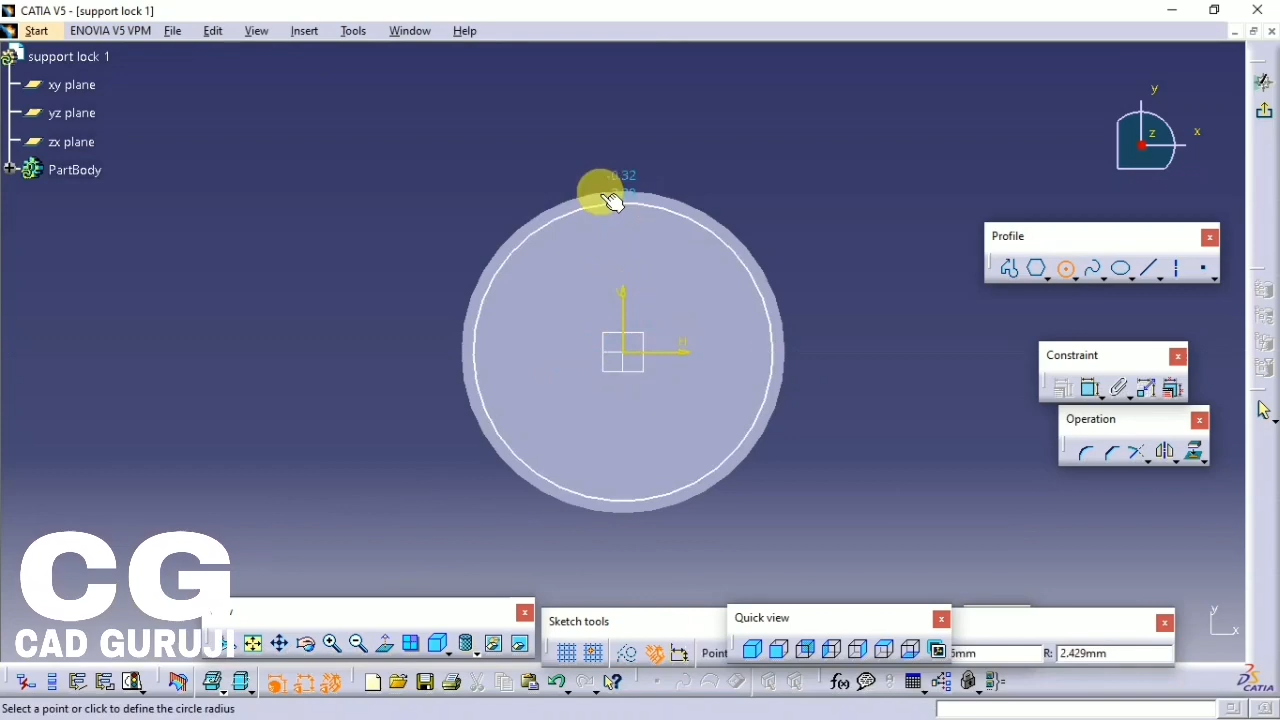 CATIA V5 - [support lock 1]
Start ENOVIA V5 VPM File Edit View Insert Tools Window Help
support lock 1
xy plane
yz plane
zx plane
PartBody
y
x
z
-0.32
Profile
H
Constraint
Operation
CG
CAD GURUJI
Sketch tools
Quick view
Point
R: 2.429mm
y
x
f(x)
CATIA
Select a point or click to define the circle radius